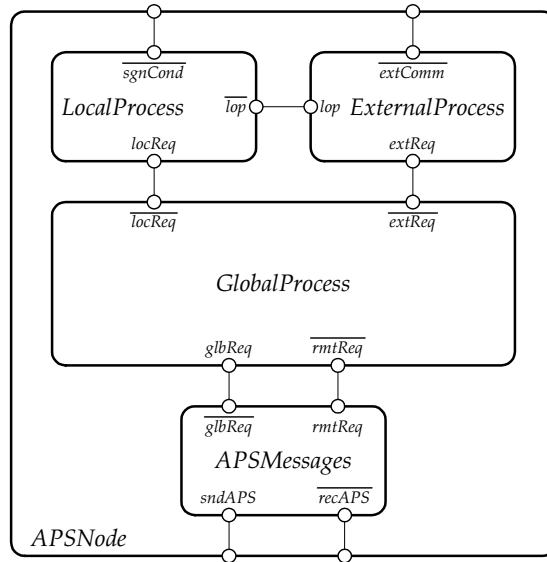 sgnCond
extComm
LocalProcess
lop
lop
ExternalProcess
locReq
extReq
locReq
extReq
GlobalProcess
glbReq
rmtReq
glbReq
rmtReq
APSMessages
sndAPS
recAPS
APSNode